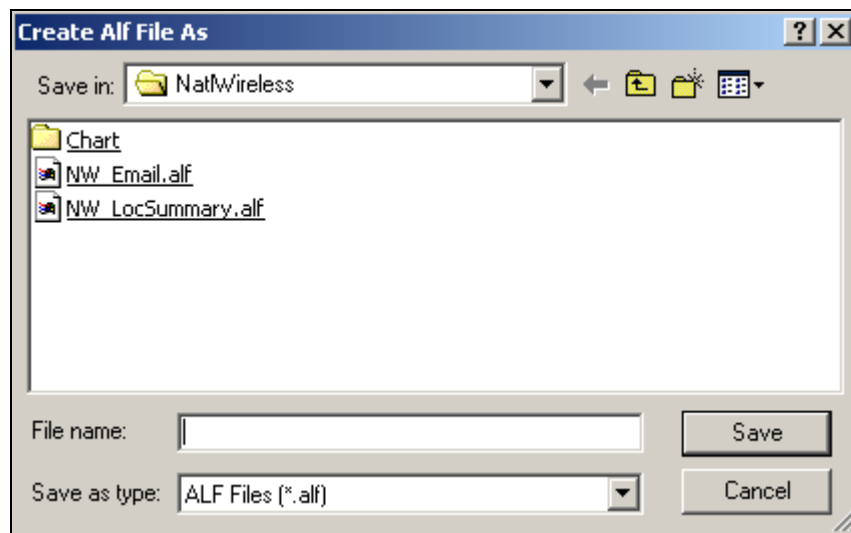 Create Alf File As
Save in: NatlWireless
Chart
NW_Email.alf
NW_LocSummary.alf
File name:
Save
Save as type: ALF Files (*.alf)
Cancel